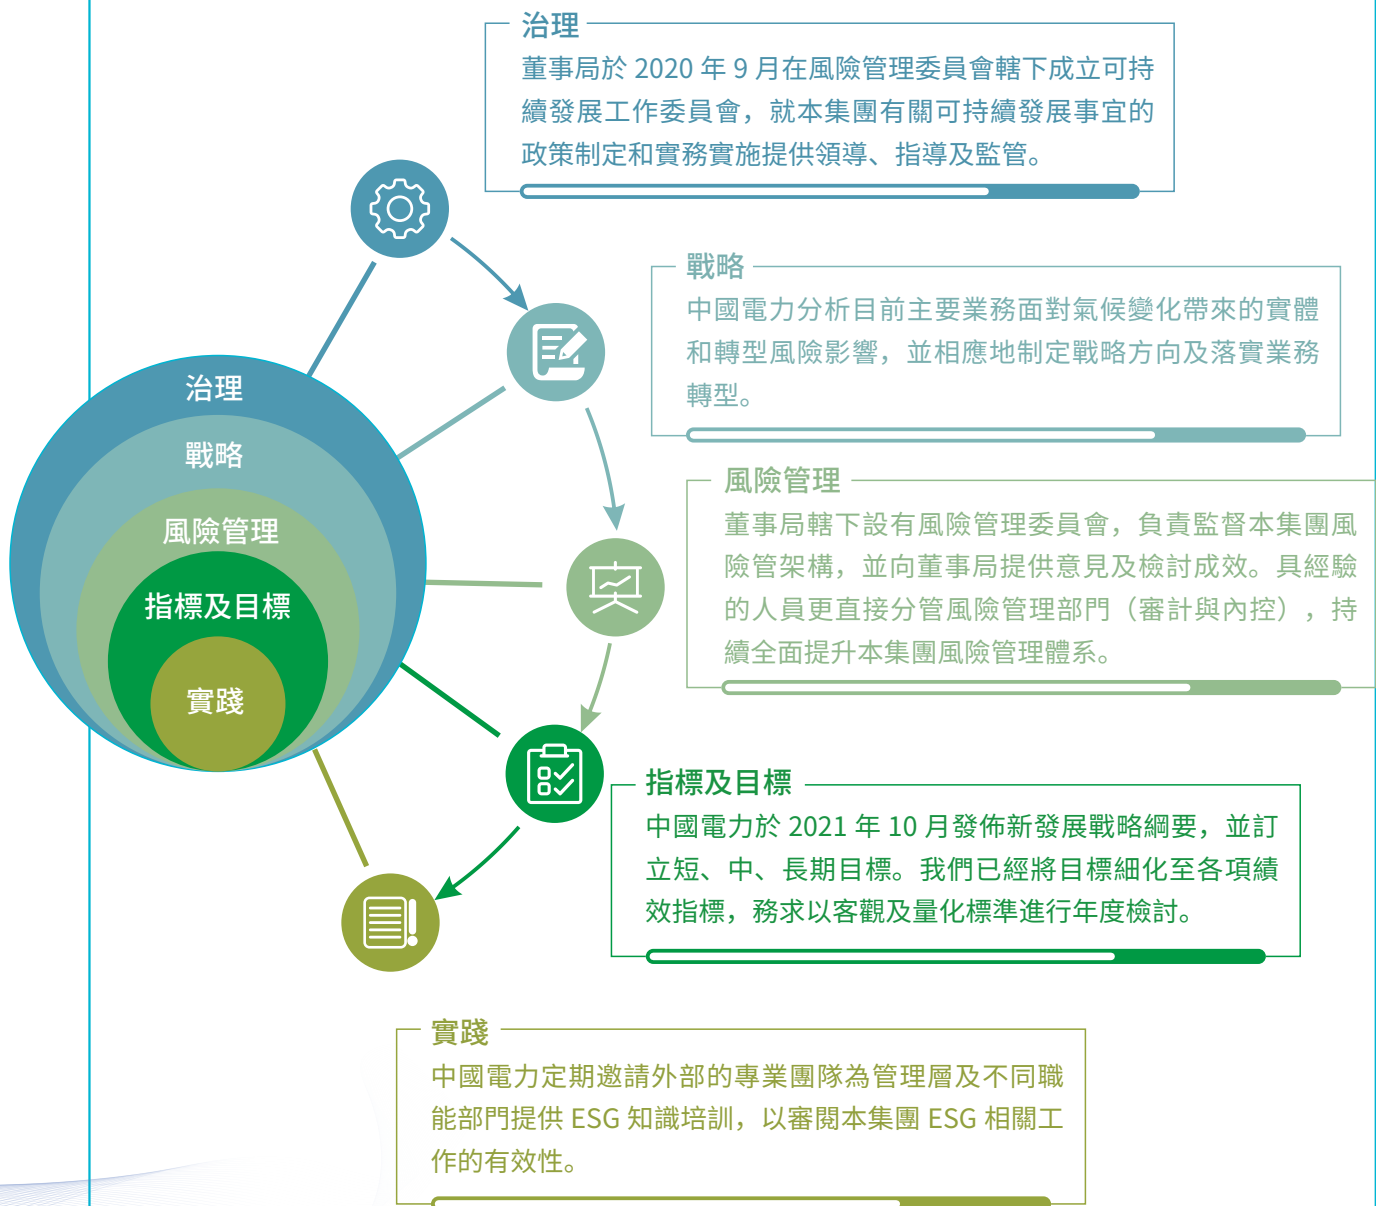 治理
董事局於 2020 年 9 月在風險管理委員會轄下成立可持
續發展工作委員會，就本集團有關可持續發展事宜的
政策制定和實務實施提供領導、指導及監管。
戰略
中國電力分析目前主要業務面對氣候變化帶來的實體
和轉型風險影響，並相應地制定戰略方向及落實業務
轉型。
治理
戰略
風險管理
指標及目標
實踐
風險管理
董事局轄下設有風險管理委員會，負責監督本集團風
險管架構，並向董事局提供意見及檢討成效。具經驗
的人員更直接分管風險管理部門（審計與內控），持
續全面提升本集團風險管理體系。
指標及目標
中國電力於 2021 年 10 月發佈新發展戰略綱要，並訂
立短、中、長期目標。我們已經將目標細化至各項績
效指標，務求以客觀及量化標準進行年度檢討。
實踐
中國電力定期邀請外部的專業團隊為管理層及不同職
能部門提供 ESG 知識培訓，以審閱本集團 ESG 相關工
作的有效性。